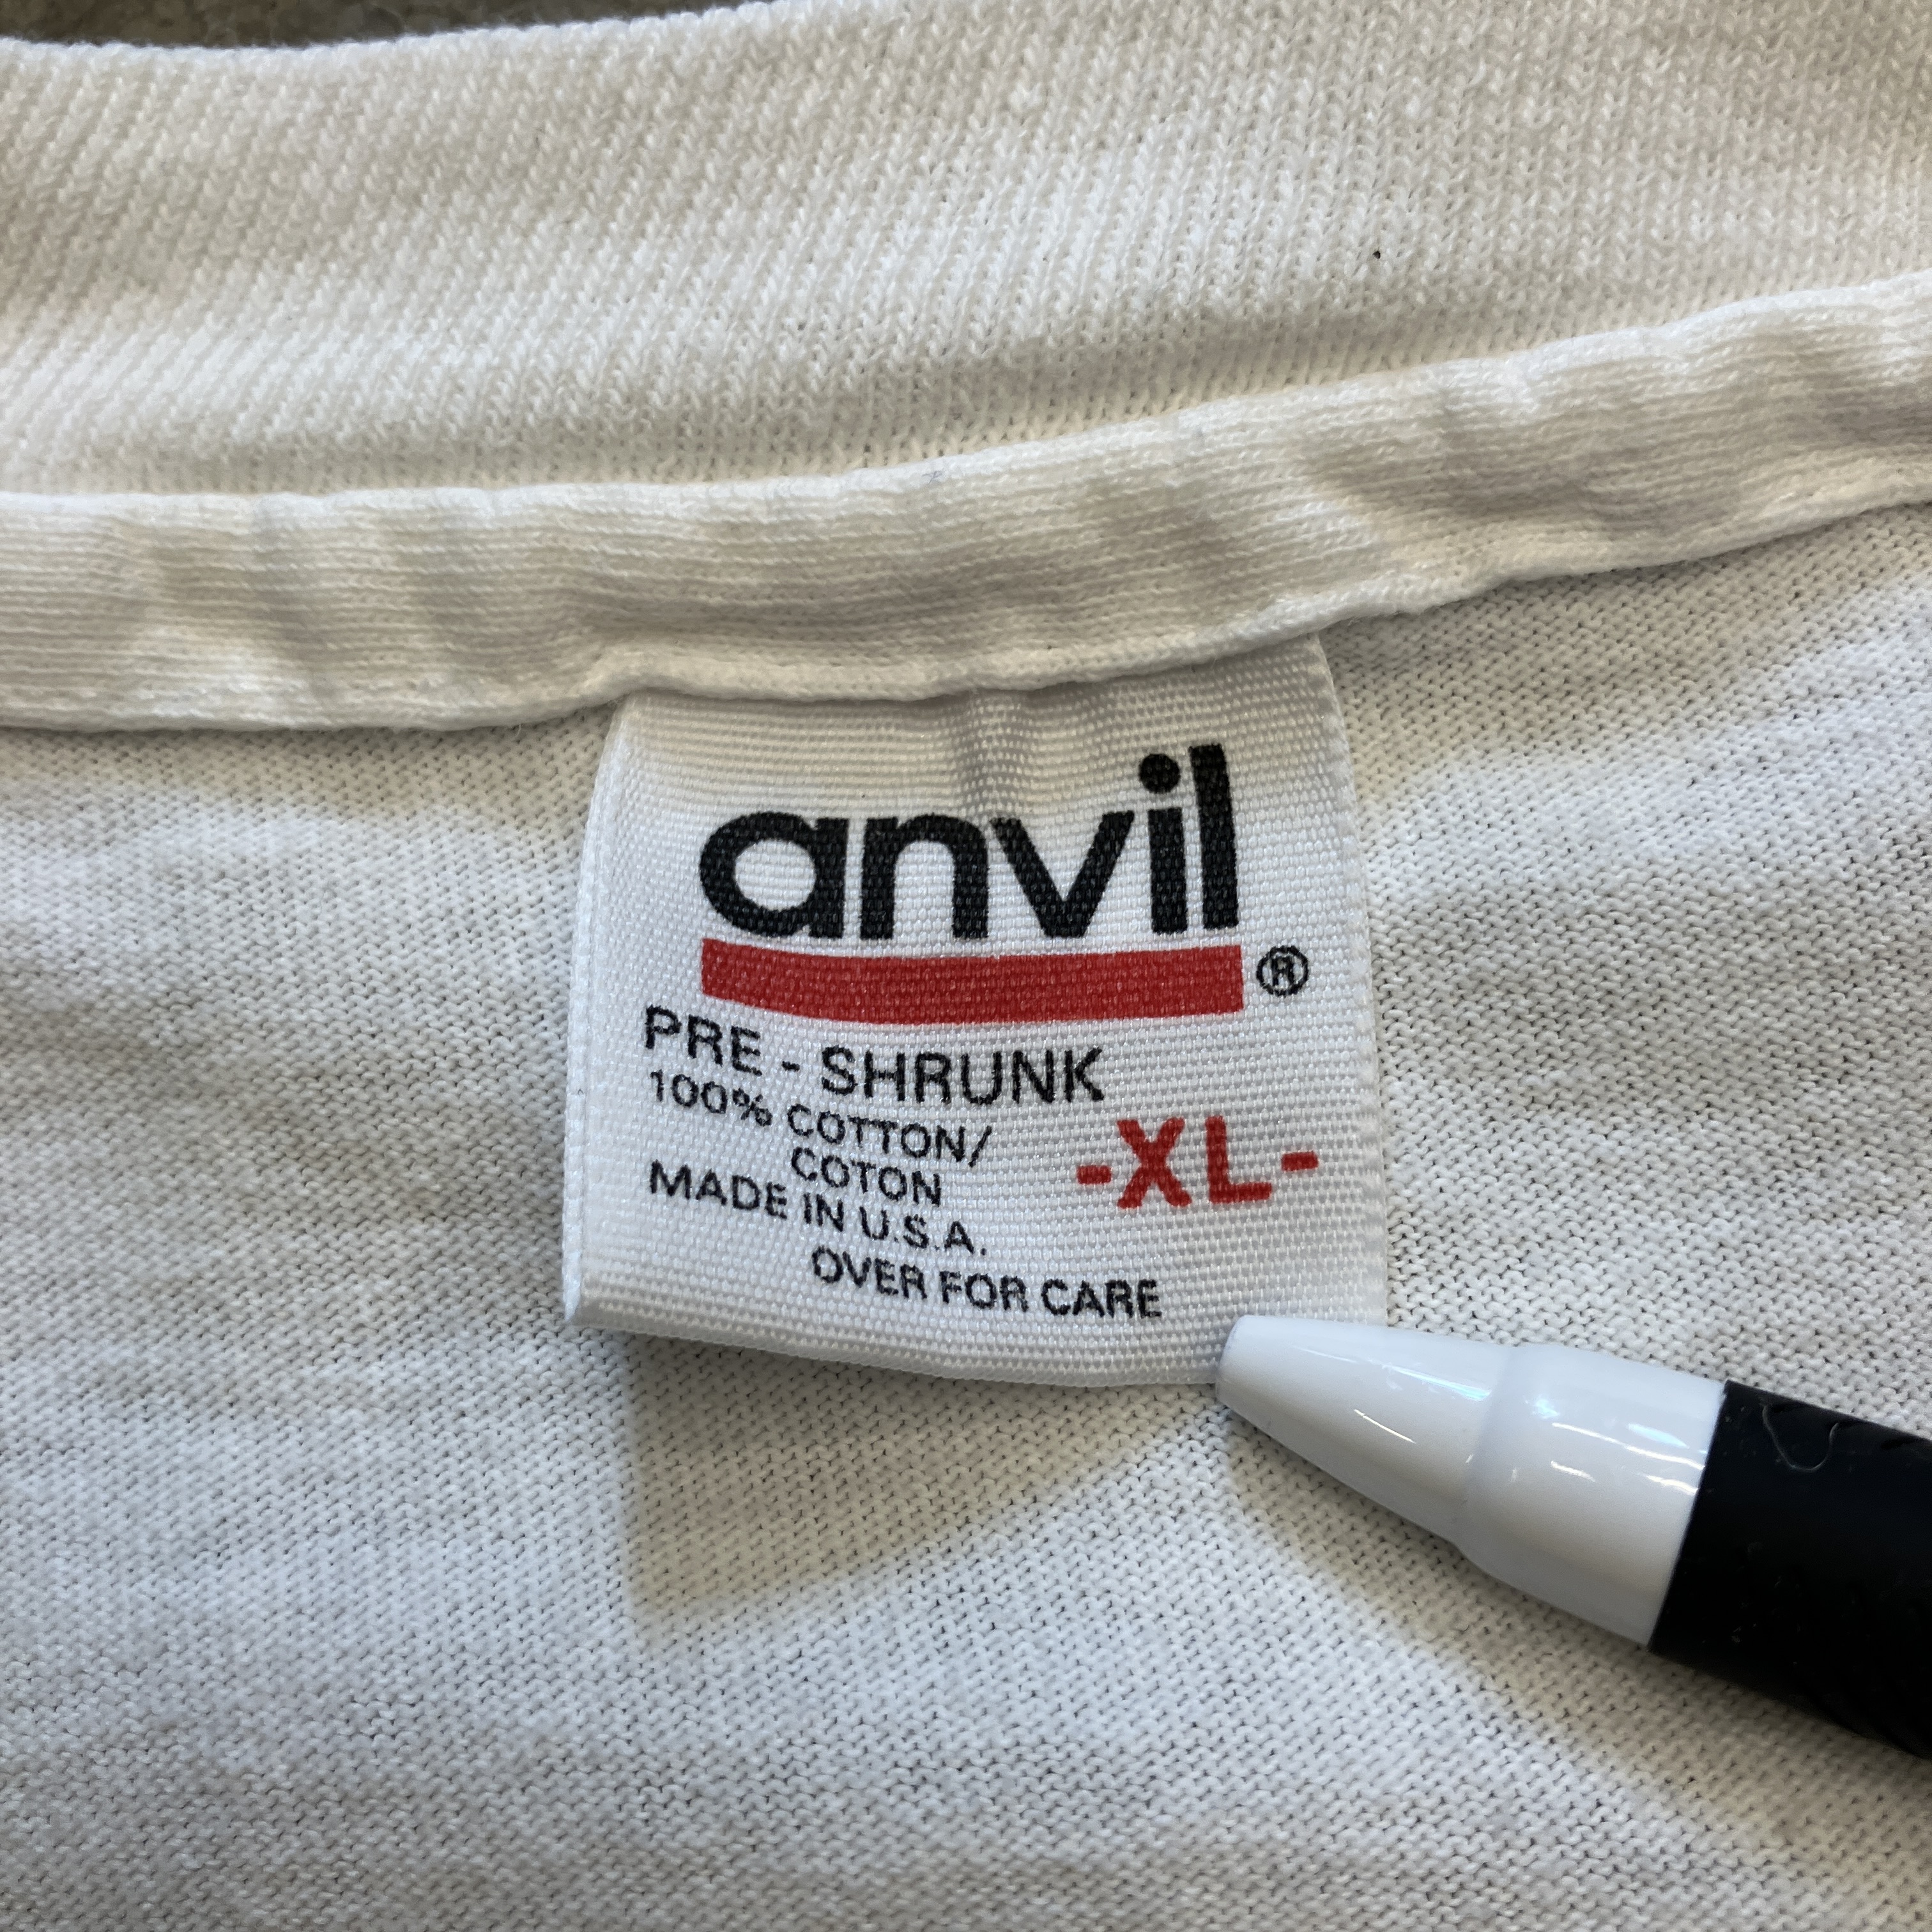 anvil®
PRE - SHRUNK
100% COTTON/
COTON
-XL-
MADE IN U.S.A.
OVER FOR CARE